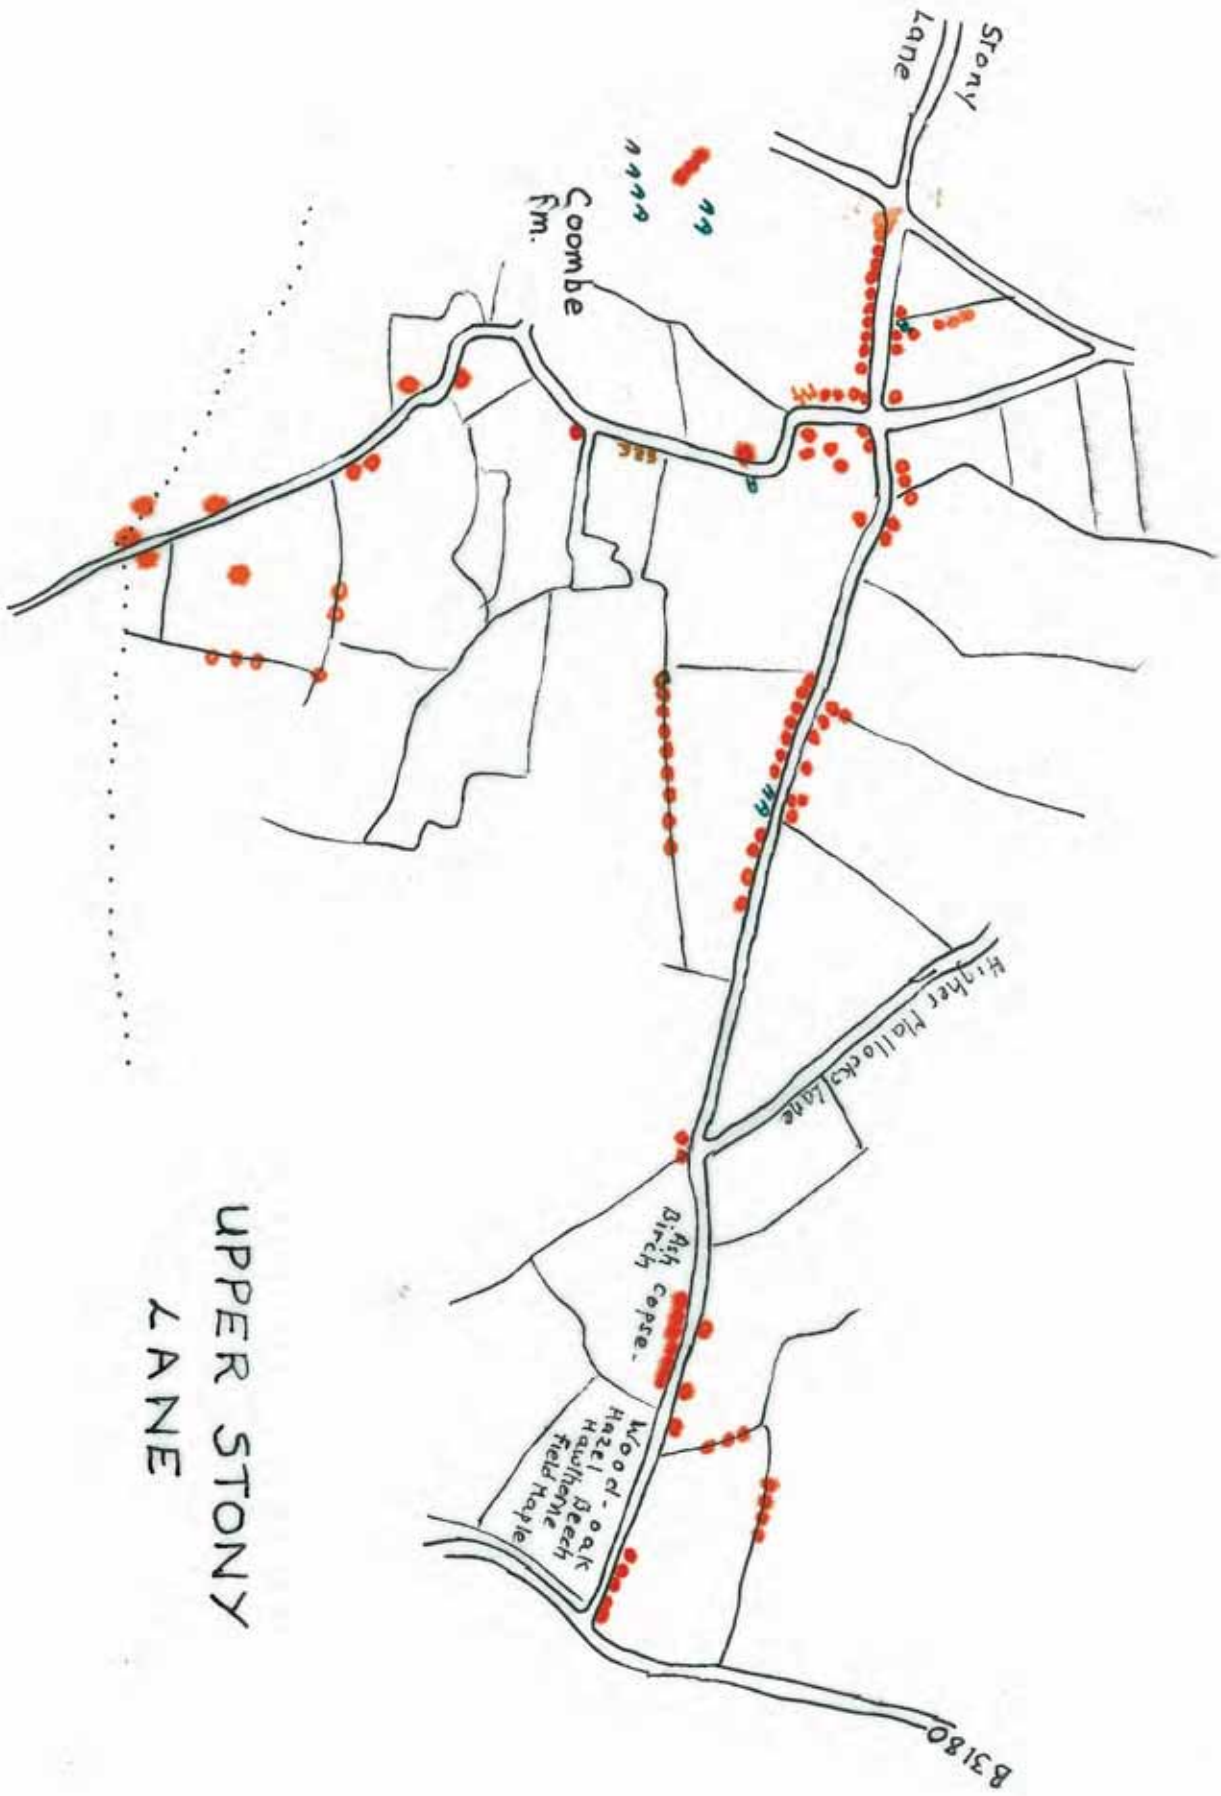 Stony
Lane
Coombe
Fm.
Higher Mallocks Lane
B. Ash
Birch copse.
Wood - oak
Hazel Beech
Hawthorne
Field Maple
B3180
UPPER STONY
LANE